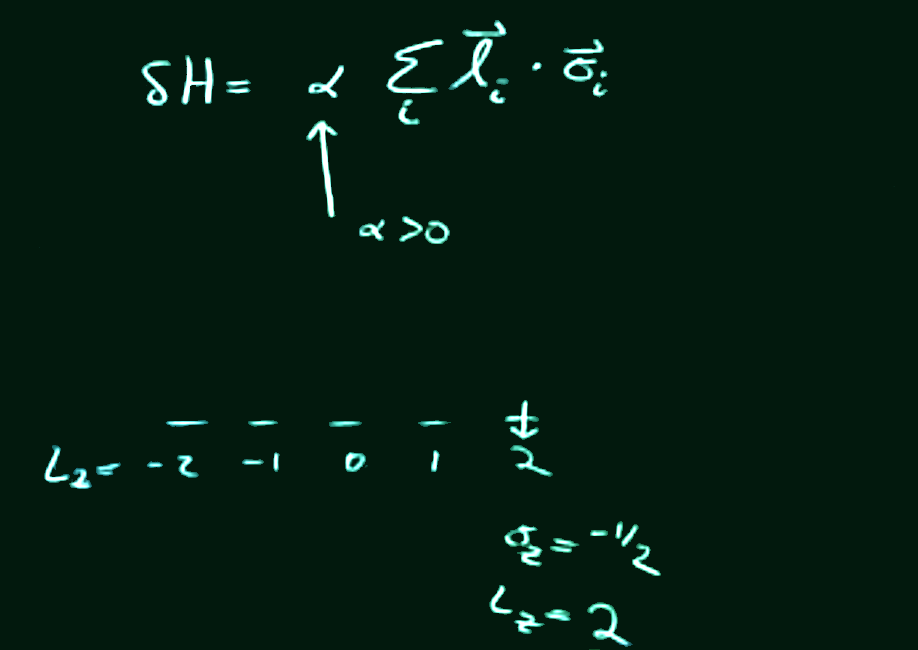 δH = α Σ_i l⃗_i · σ⃗_i
α > 0
L_z = -2 -1 0 1 2
σ_z = -1/2
L_z = 2